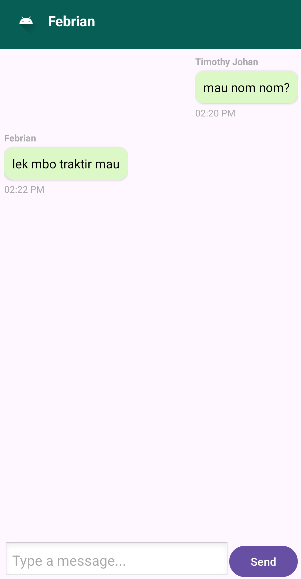 Febrian
Timothy Johan
mau nom nom?
02:20 PM
Febrian
lek mbo traktir mau
02:22 PM
Type a message...
Send